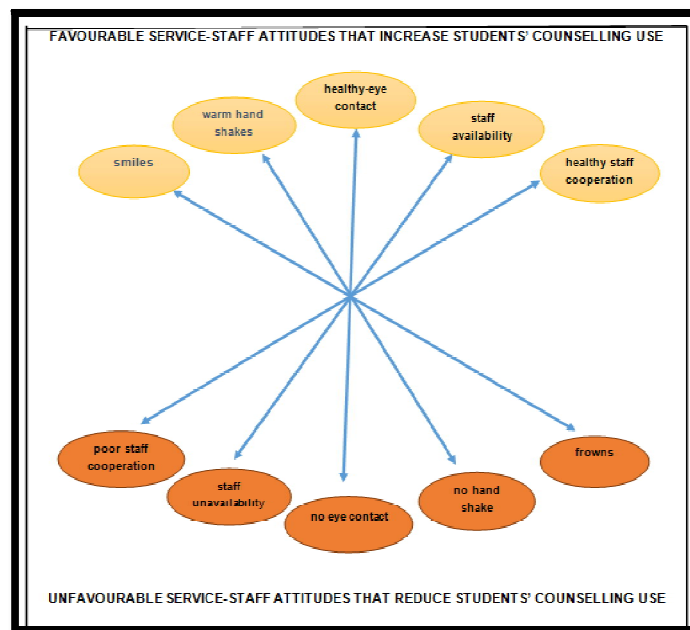 FAVOURABLE SERVICE-STAFF ATTITUDES THAT INCREASE STUDENTS' COUNSELLING USE
healthy-eye
contact
warm hand
shakes
staff
availability
smiles
healthy staff
cooperation
poor staff
cooperation
frowns
staff
unavailability
no hand
shake
no eye contact
UNFAVOURABLE SERVICE-STAFF ATTITUDES THAT REDUCE STUDENTS' COUNSELLING USE